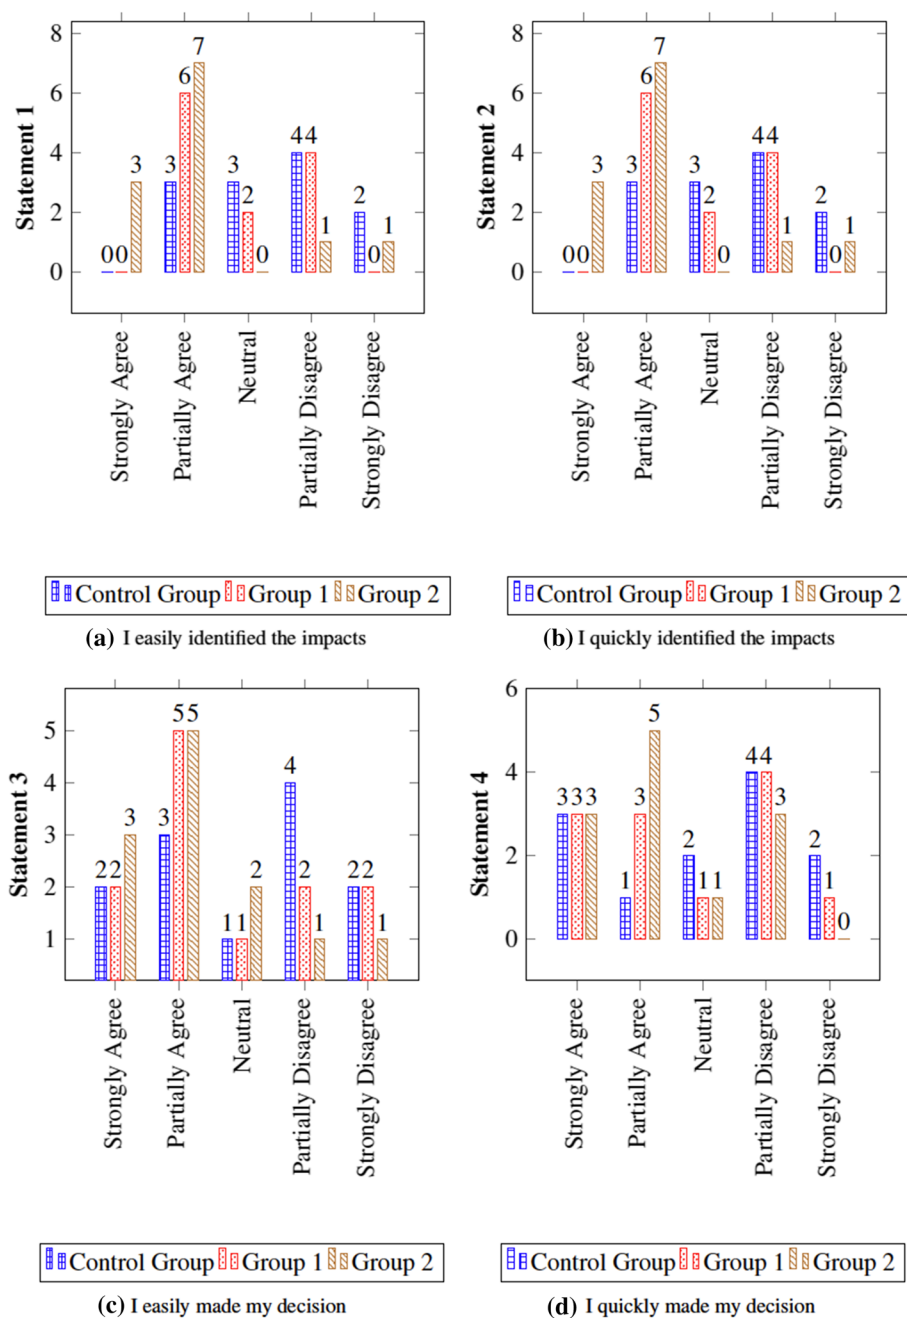 8
6
4
2
0
Statement 1
0 0 3
3 6 7
3 2 0
4 4 1
2 0 1
Strongly Agree
Partially Agree
Neutral
Partially Disagree
Strongly Disagree
Control Group Group 1 Group 2
(a) I easily identified the impacts
8
6
4
2
0
Statement 2
0 0 3
3 6 7
3 2 0
4 4 1
2 0 1
Strongly Agree
Partially Agree
Neutral
Partially Disagree
Strongly Disagree
Control Group Group 1 Group 2
(b) I quickly identified the impacts
5
4
3
2
1
Statement 3
2 2 3
3 5 5
1 1 2
4 2 1
2 2 1
Strongly Agree
Partially Agree
Neutral
Partially Disagree
Strongly Disagree
Control Group Group 1 Group 2
(c) I easily made my decision
6
4
2
0
Statement 4
3 3 3
1 3 5
2 1 1
4 4 3
2 1 0
Strongly Agree
Partially Agree
Neutral
Partially Disagree
Strongly Disagree
Control Group Group 1 Group 2
(d) I quickly made my decision